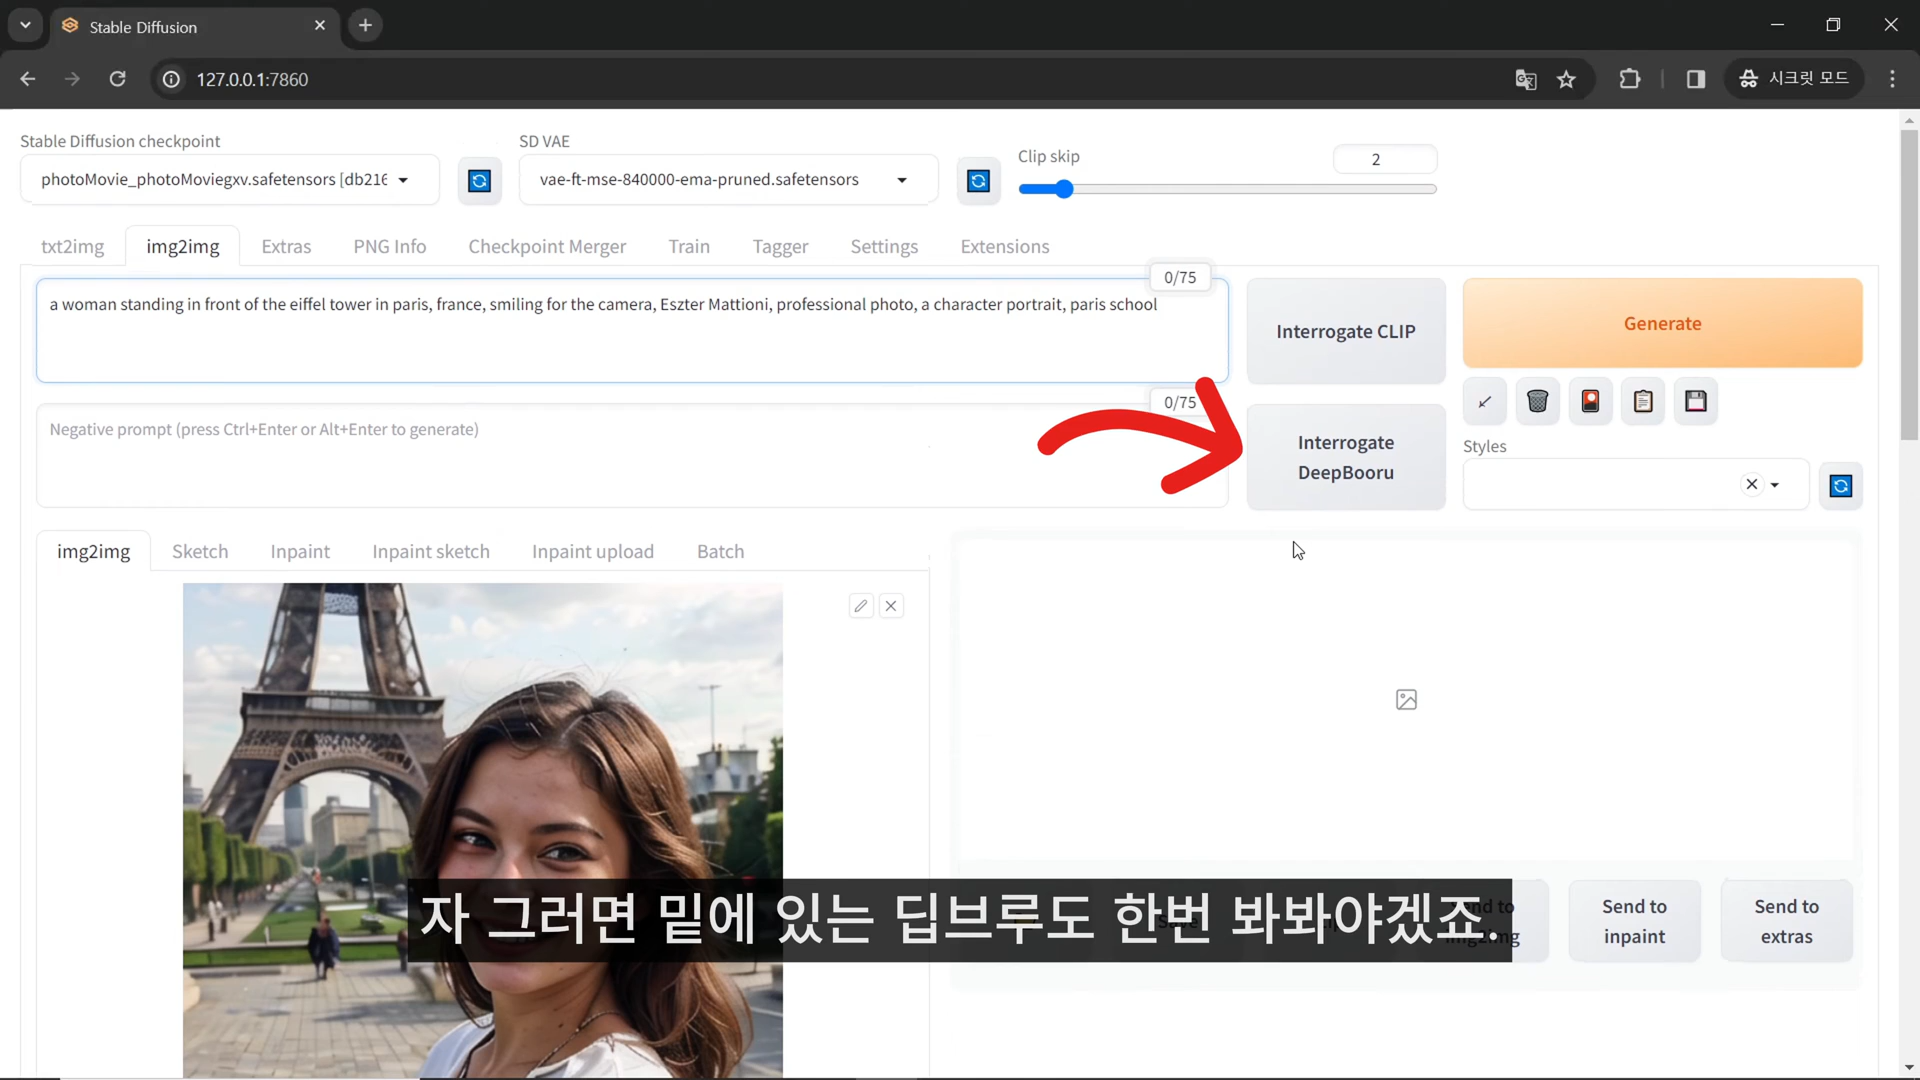 Stable Diffusion
127.0.0.1:7860
시크릿 모드
Stable Diffusion checkpoint
SD VAE
Clip skip
2
photoMovie_photoMoviegxv.safetensors [db216
vae-ft-mse-840000-ema-pruned.safetensors
txt2img
img2img
Extras
PNG Info
Checkpoint Merger
Train
Tagger
Settings
Extensions
0/75
a woman standing in front of the eiffel tower in paris, france, smiling for the camera, Eszter Mattioni, professional photo, a character portrait, paris school
Interrogate CLIP
Generate
0/75
Negative prompt (press Ctrl+Enter or Alt+Enter to generate)
Interrogate
DeepBooru
Styles
img2img
Sketch
Inpaint
Inpaint sketch
Inpaint upload
Batch
자 그러면 밑에 있는 딥브루도 한번 봐봐야겠죠.
Send to
inpaint
Send to
extras